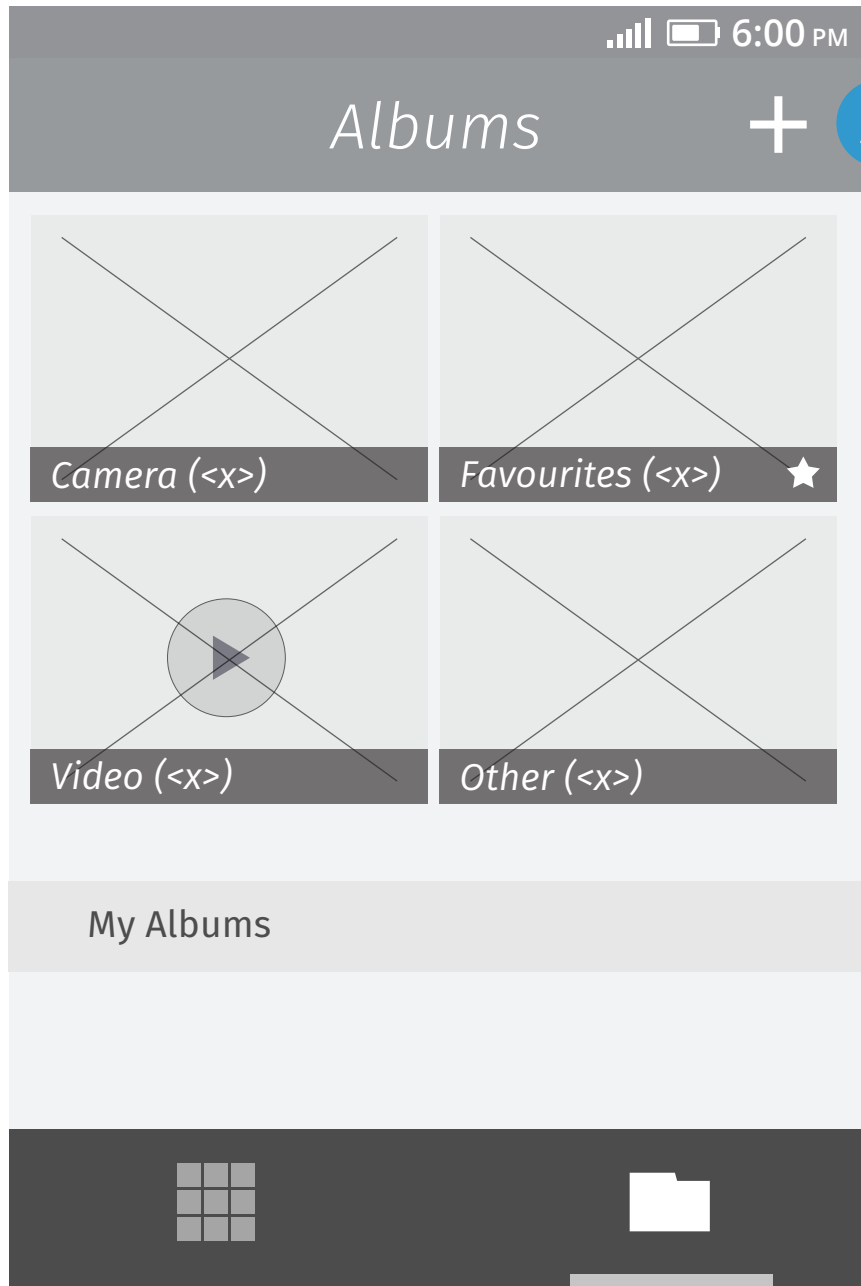 6:00 PM
Albums
Camera (<x>)
Favourites (<x>)
Video (<x>)
Other (<x>)
My Albums